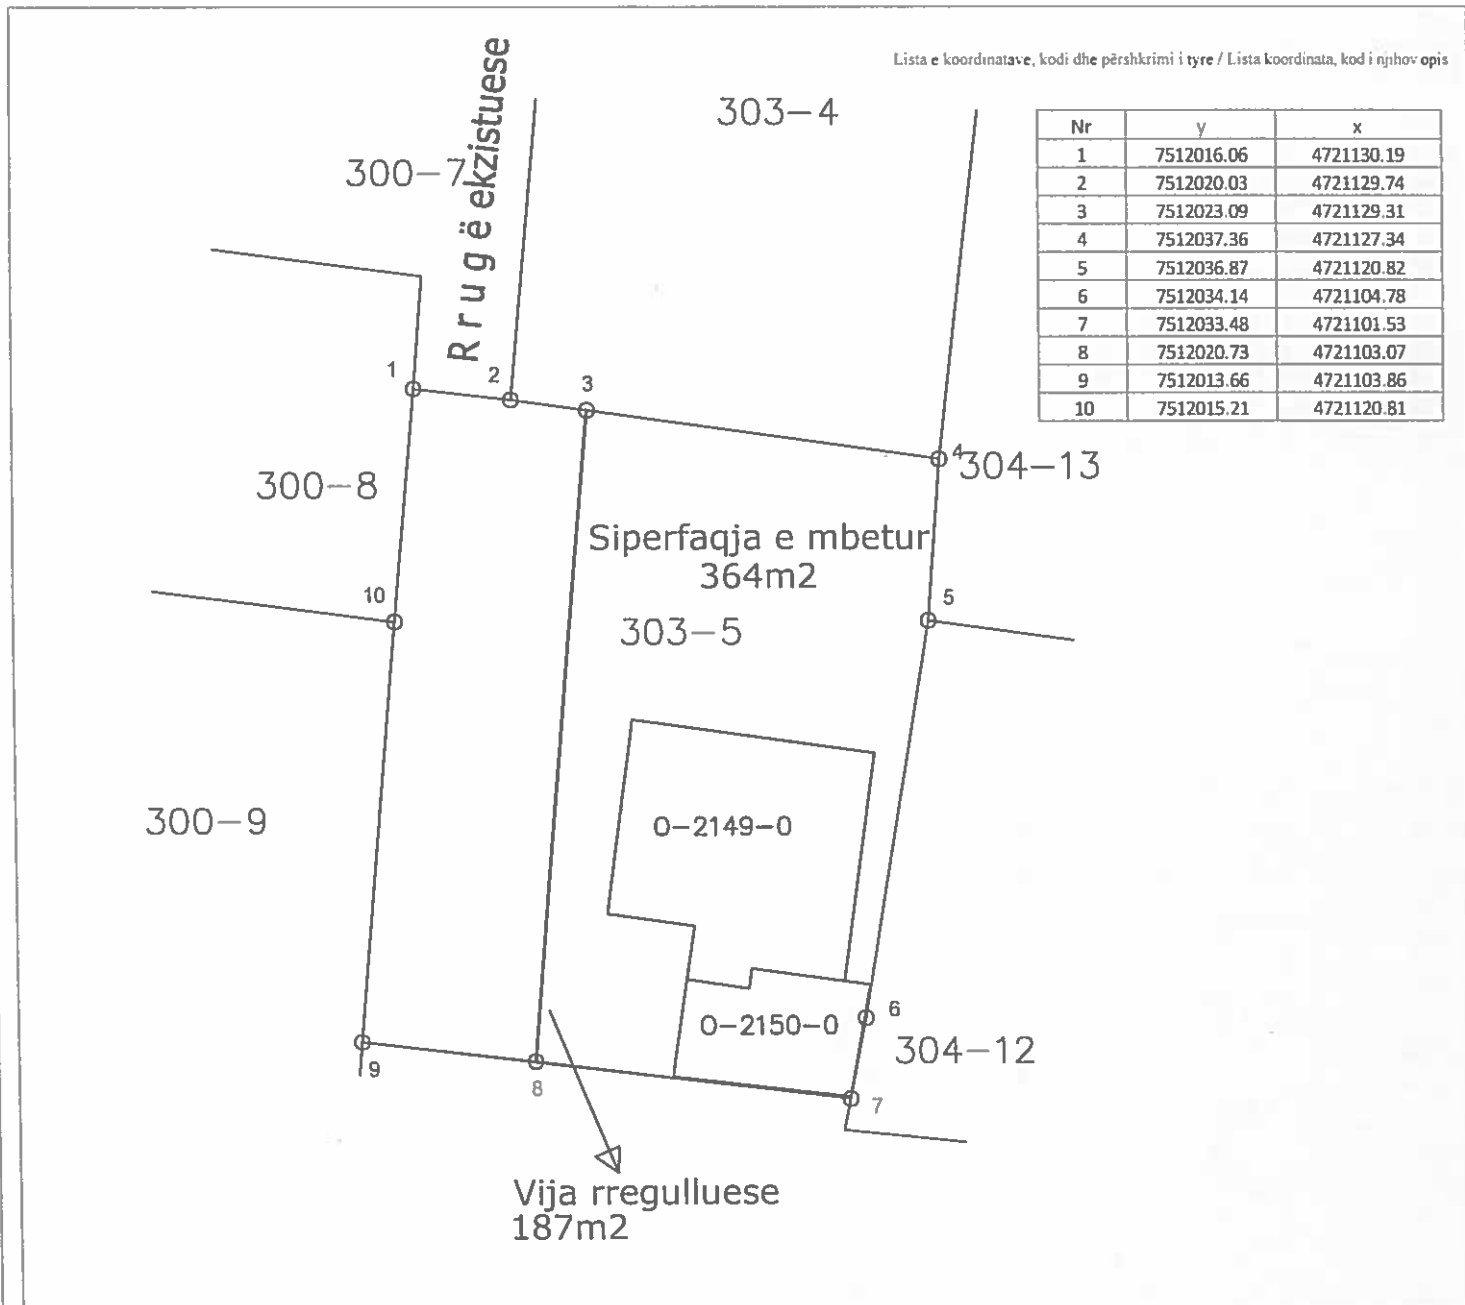 Lista e koordinatave, kodi dhe përshkrimi i tyre / Lista koordinata, kod i njihov opis
Nr y x
1 7512016.06 4721130.19
2 7512020.03 4721129.74
3 7512023.09 4721129.31
4 7512037.36 4721127.34
5 7512036.87 4721120.82
6 7512034.14 4721104.78
7 7512033.48 4721101.53
8 7512020.73 4721103.07
9 7512013.66 4721103.86
10 7512015.21 4721120.81
303-4
300-7
Rrugë ekzistuese
1
2
3
4
304-13
300-8
Siperfaqja e mbetur
364m2
10
5
303-5
300-9
0-2149-0
6
0-2150-0
304-12
9
8
7
Vija rregulluese
187m2